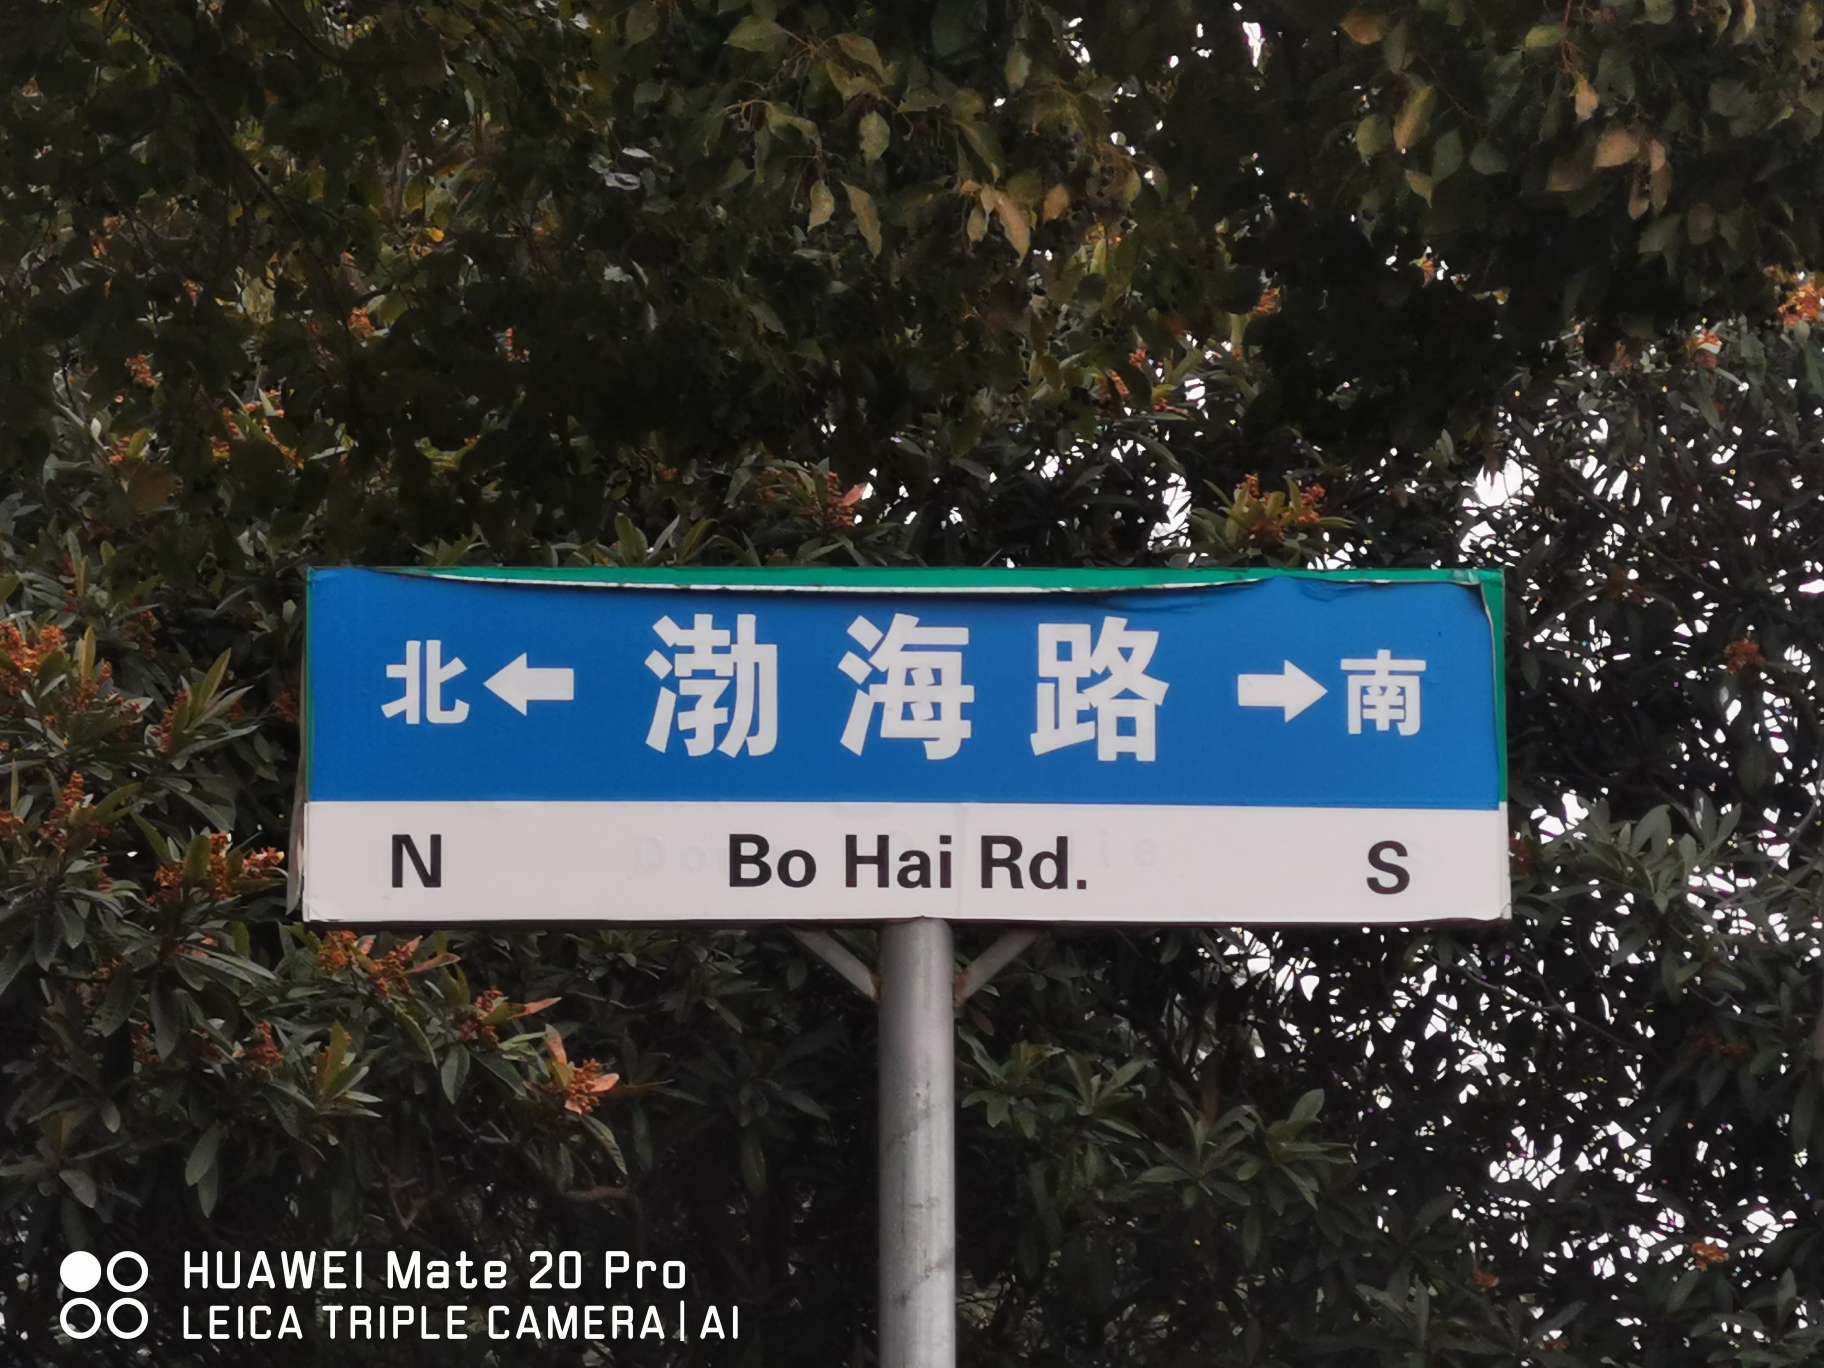 北 ← 渤海路 → 南
N Bo Hai Rd. S
HUAWEI Mate 20 Pro
LEICA TRIPLE CAMERA | AI